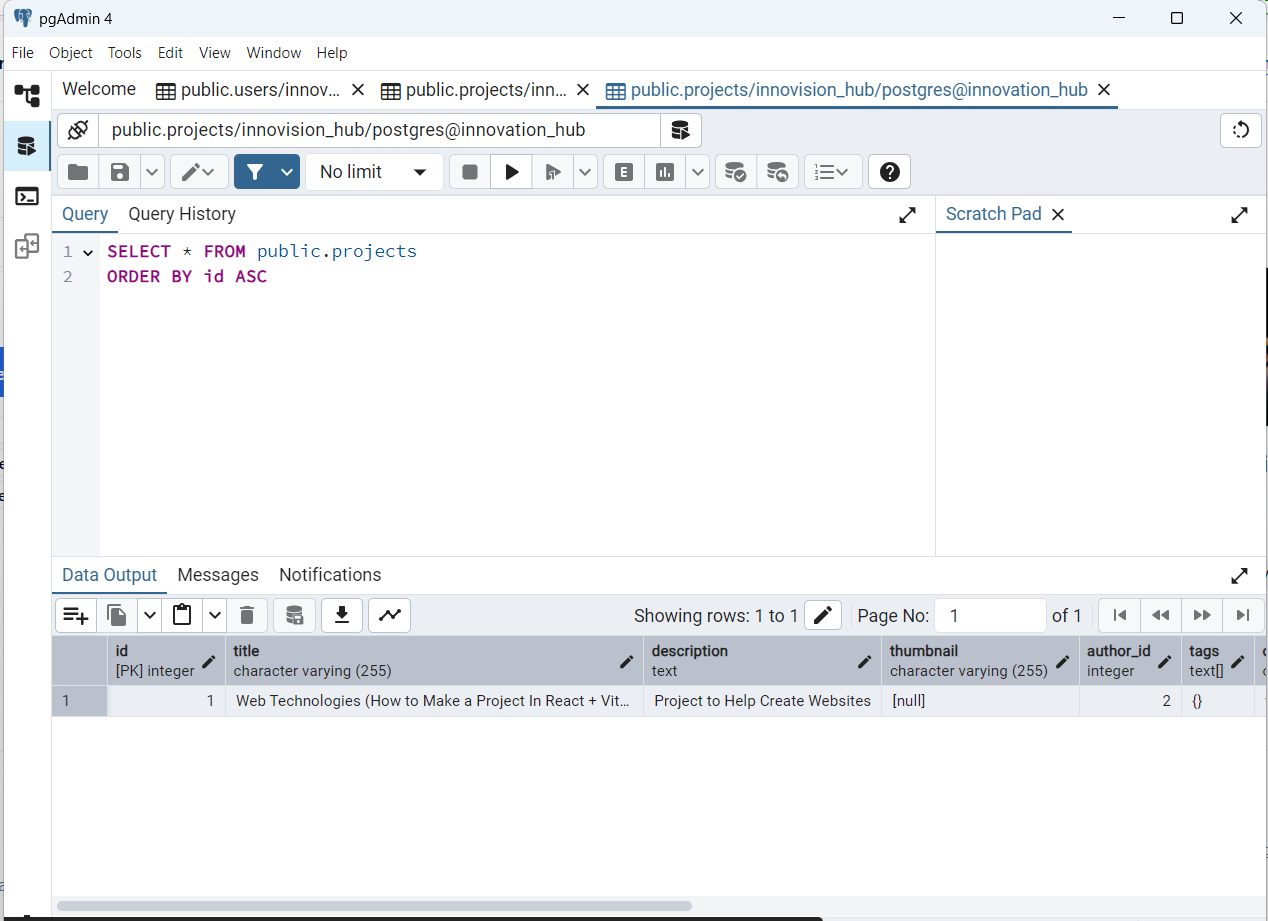 pgAdmin 4
File Object Tools Edit View Window Help
Welcome public.users/innov... public.projects/inn... public.projects/innovision_hub/postgres@innovation_hub
public.projects/innovision_hub/postgres@innovation_hub
No limit E
Query Query History Scratch Pad
1 SELECT * FROM public.projects
2 ORDER BY id ASC
Data Output Messages Notifications
Showing rows: 1 to 1 Page No: 1 of 1
id title description thumbnail author_id tags
[PK] integer character varying (255) text character varying (255) integer text[]
1 1 Web Technologies (How to Make a Project In React + Vit... Project to Help Create Websites [null] 2 {}